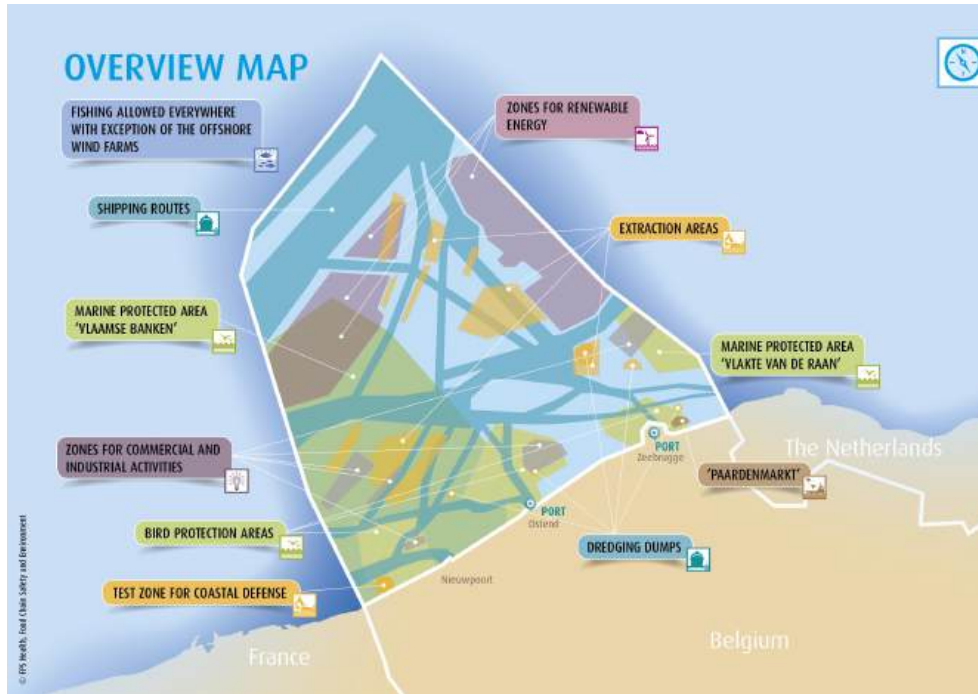 OVERVIEW MAP
FISHING ALLOWED EVERYWHERE
WITH EXCEPTION OF THE OFFSHORE
WIND FARMS
ZONES FOR RENEWABLE
ENERGY
SHIPPING ROUTES
EXTRACTION AREAS
MARINE PROTECTED AREA
'VLAAMSE BANKEN'
MARINE PROTECTED AREA
'VLAKTE VAN DE RAAN'
ZONES FOR COMMERCIAL AND
INDUSTRIAL ACTIVITIES
The Netherlands
PORT
Zeebrugge
'PAARDENMARKT'
BIRD PROTECTION AREAS
PORT
Ostend
DREDGING DUMPS
TEST ZONE FOR COASTAL DEFENSE
Nieuwpoort
France
Belgium
© FPS Health, Food Chain Safety and Environment